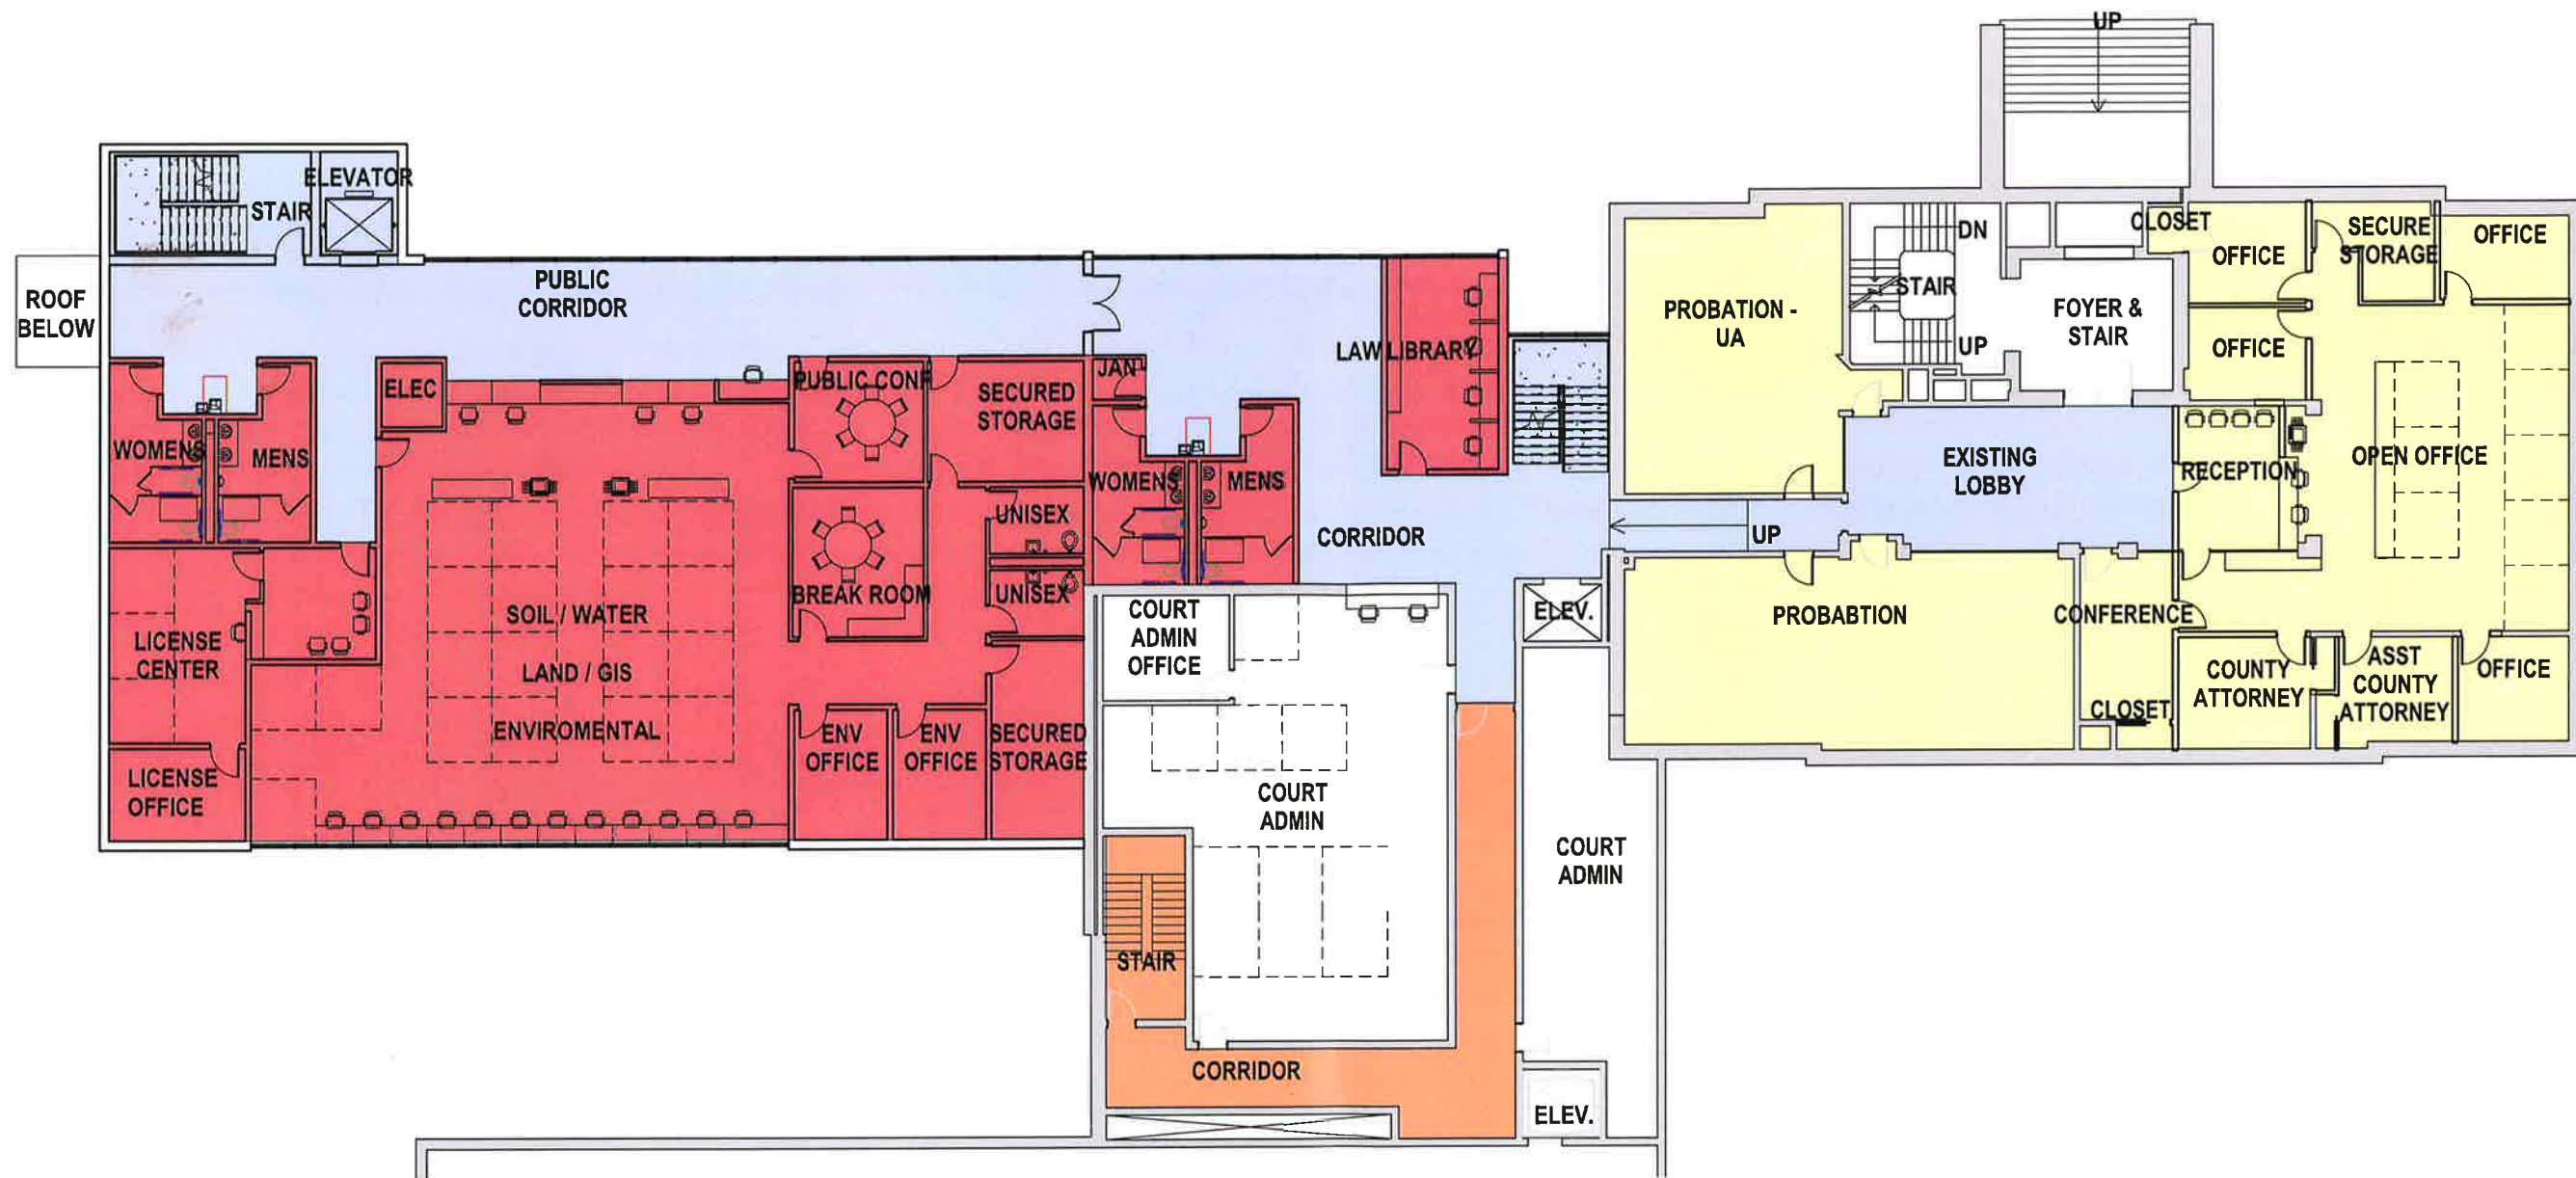 UP
ELEVATOR
STAIR
ROOF
BELOW
PUBLIC
CORRIDOR
ELEC
WOMENS
MENS
PUBLIC CONF
SECURED
STORAGE
JAN
LAW LIBRARY
WOMENS
MENS
UNISEX
UNISEX
BREAK ROOM
CORRIDOR
SOIL / WATER
LAND / GIS
ENVIROMENTAL
LICENSE
CENTER
LICENSE
OFFICE
ENV
OFFICE
ENV
OFFICE
SECURED
STORAGE
COURT
ADMIN
OFFICE
COURT
ADMIN
STAIR
CORRIDOR
ELEV.
COURT
ADMIN
ELEV.
PROBATION -
UA
DN
STAIR
UP
FOYER &
STAIR
CLOSET
OFFICE
SECURE
STORAGE
OFFICE
OFFICE
EXISTING
LOBBY
RECEPTION
OPEN OFFICE
UP
PROBABTION
CONFERENCE
CLOSET
COUNTY
ATTORNEY
ASST
COUNTY
ATTORNEY
OFFICE